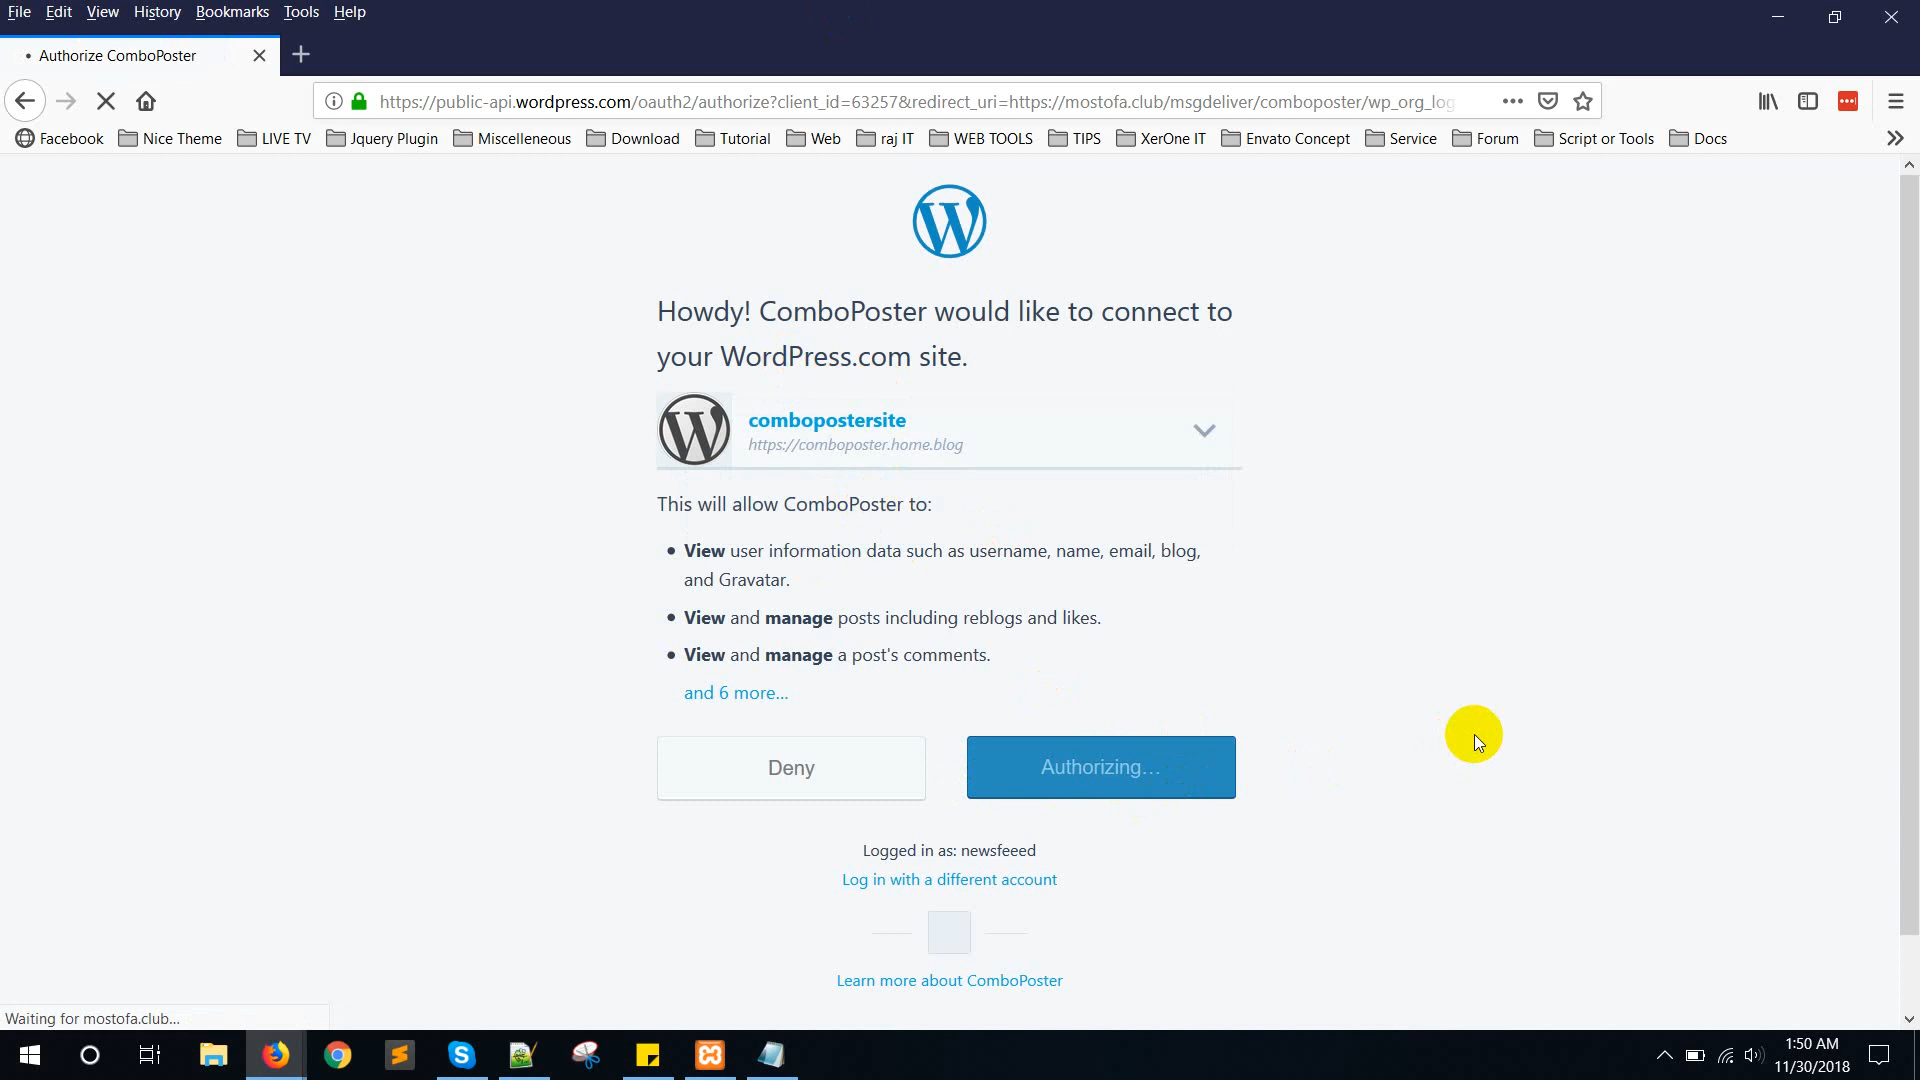 File Edit View History Bookmarks Tools Help
• Authorize ComboPoster
https://public-api.wordpress.com/oauth2/authorize?client_id=63257&redirect_uri=https://mostofa.club/msgdeliver/comboposter/wp_org_log
Facebook Nice Theme LIVE TV Jquery Plugin Miscelleneous Download Tutorial Web raj IT WEB TOOLS TIPS XerOne IT Envato Concept Service Forum Script or Tools Docs
Howdy! ComboPoster would like to connect to
your WordPress.com site.
combopostersite
https://comboposter.home.blog
This will allow ComboPoster to:
• View user information data such as username, name, email, blog,
and Gravatar.
• View and manage posts including reblogs and likes.
• View and manage a post's comments.
and 6 more...
Deny Authorizing...
Logged in as: newsfeeed
Log in with a different account
Learn more about ComboPoster
Waiting for mostofa.club...
1:50 AM
11/30/2018